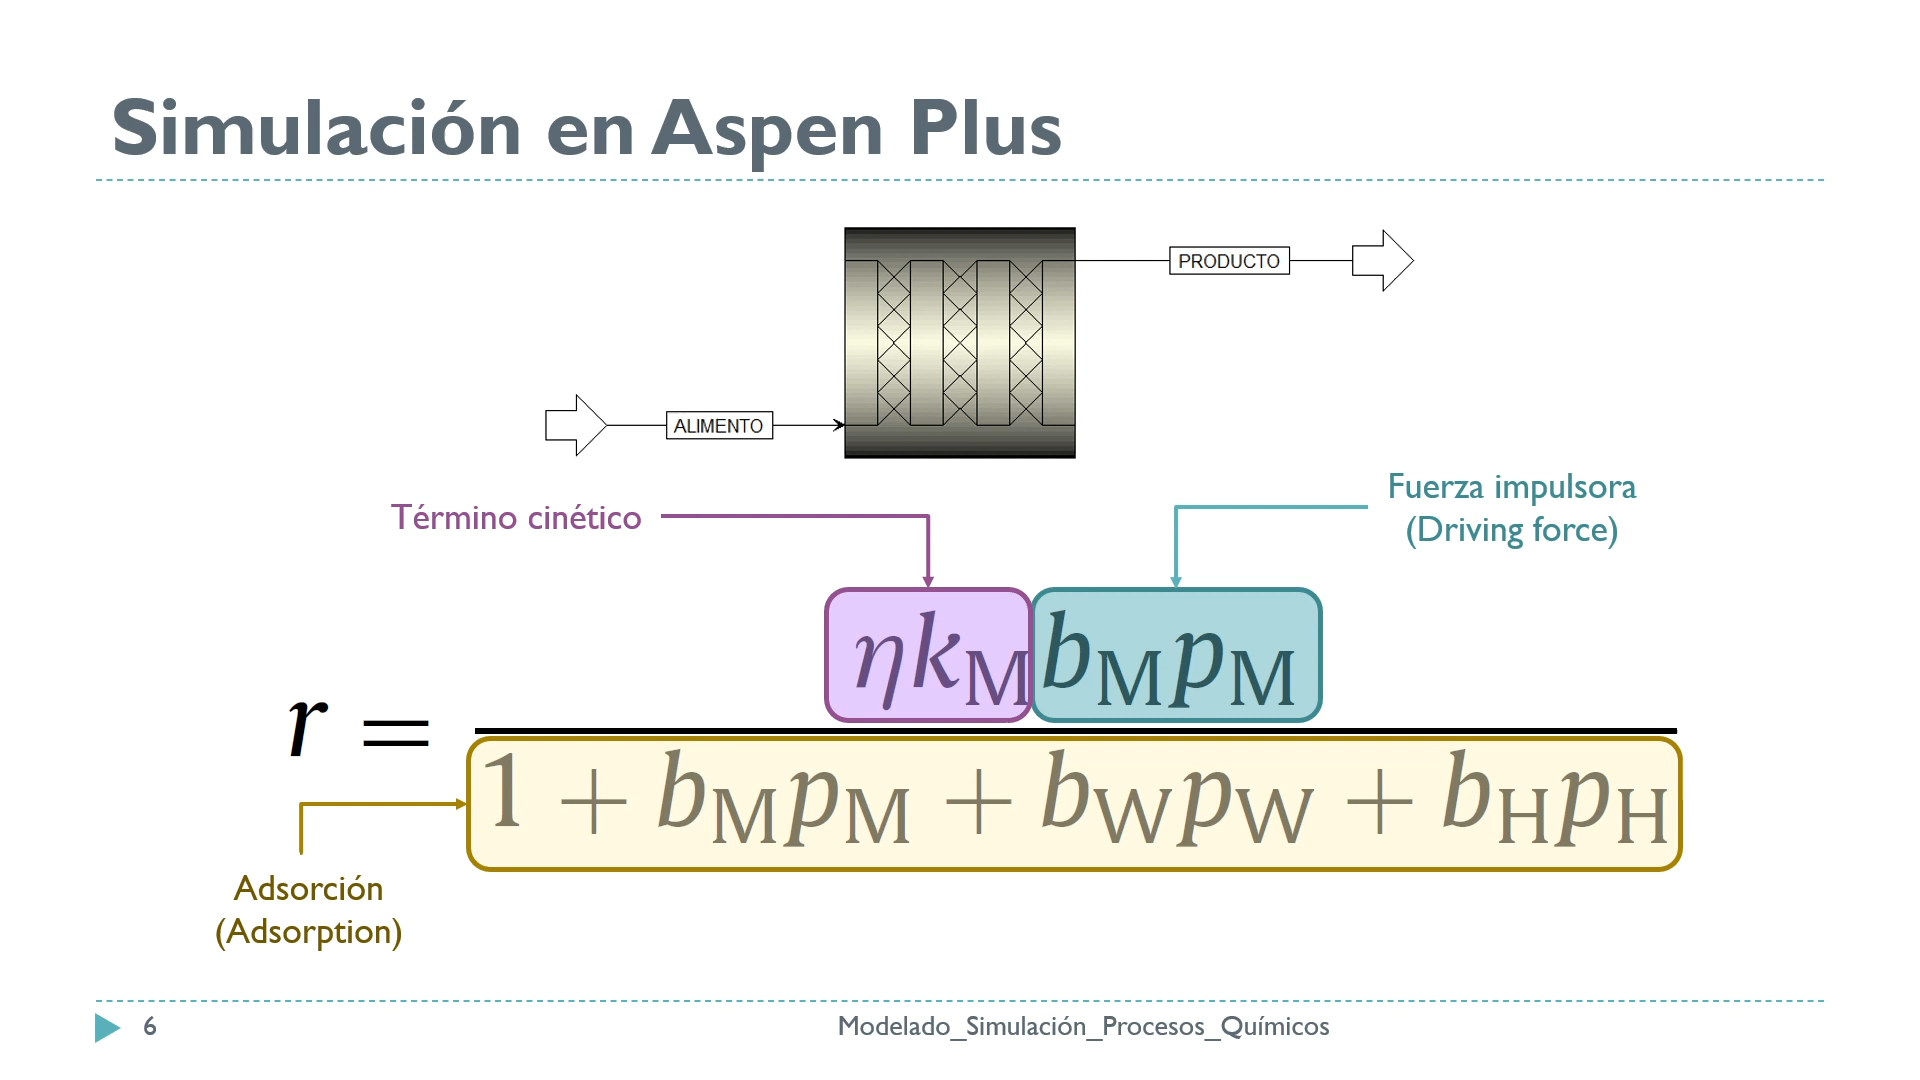 Simulación en Aspen Plus
PRODUCTO
ALIMENTO
Término cinético
Fuerza impulsora
(Driving force)
ηk_M b_M p_M
r =
1 + b_M p_M + b_W p_W + b_H p_H
Adsorción
(Adsorption)
6
Modelado_Simulación_Procesos_Químicos